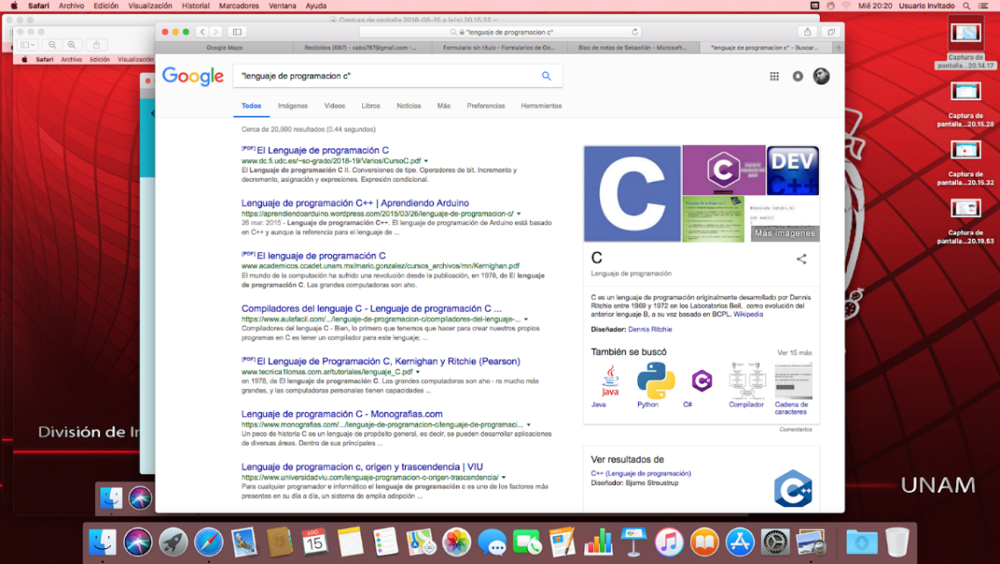 Safari Archivo Edición Visualización Historial Marcadores Ventana Ayuda
Mié 20:20 Usuario invitado
Captura de pantalla 2018-08-15 a la(s) 20.15.32
Safari Archivo Edición Visualización
"lenguaje de programacion c"
Google Maps
Recibidos (687) - cabs797@gmail.com -...
Formulario sin título - Formularios de Go...
Bloc de notas de Sebastián - Microsoft...
"lenguaje de programacion c" - Buscar...
Google
"lenguaje de programacion c"
Todos Imágenes Videos Libros Noticias Más Preferencias Herramientas
Cerca de 20,900 resultados (0.44 segundos)
[PDF] El Lenguaje de programación C
www.dc.fi.udc.es/~so-grado/2018-19/Varios/CursoC.pdf
El Lenguaje de programación C II. Conversiones de tipo. Operadores de bit. Incremento y
decremento, asignación y expresiones. Expresión condicional.
Lenguaje de programación C++ | Aprendiendo Arduino
https://aprendiendoarduino.wordpress.com/2015/03/26/lenguaje-de-programacion-c/
26 mar. 2015 - Lenguaje de programación C++. El lenguaje de programación de Arduino está basado
en C++ y aunque la referencia para el lenguaje de ...
[PDF] El lenguaje de programación C
www.academicos.ccadet.unam.mx/mario.gonzalez/cursos_archivos/mn/Kernighan.pdf
El mundo de la computación ha sufrido una revolución desde la publicación, en 1978, de El lenguaje
de programación C. Las grandes computadoras son aho.
Compiladores del lenguaje C - Lenguaje de programación C ...
https://www.aulafacil.com/.../lenguaje-de-programacion-c/compiladores-del-lenguaje-...
Compiladores del lenguaje C - Bien, lo primero que tenemos que hacer para crear nuestros propios
programas en C es tener un compilador para este lenguaje; ...
[PDF] El Lenguaje de Programación C, Kernighan y Ritchie (Pearson)
www.tecnica1lomas.com.ar/tutoriales/lenguaje_C.pdf
en 1978, de El lenguaje de programación C. Las grandes computadoras son aho - ra mucho más
grandes, y las computadoras personales tienen capacidades ...
Lenguaje de programación C - Monografias.com
https://www.monografias.com/.../lenguaje-de-programacion-c/lenguaje-de-programaci...
Un poco de historia C es un lenguaje de propósito general, es decir, se pueden desarrollar aplicaciones
de diversas áreas. Dentro de sus principales ...
Lenguaje de programacion c, origen y trascendencia | VIU
https://www.universidadviu.com/lenguaje-programacion-c-origen-trascendencia/
Para cualquier programador e informático el lenguaje de programación c es uno de los factores más
presentes en su día a día, un sistema de amplia adopción ...
C
C
DEV
C++
#include <stdio.h>
int main()
Más imágenes
C
Lenguaje de programación
C es un lenguaje de programación originalmente desarrollado por Dennis
Ritchie entre 1969 y 1972 en los Laboratorios Bell, como evolución del
anterior lenguaje B, a su vez basado en BCPL. Wikipedia
Diseñador: Dennis Ritchie
También se buscó
Ver 15 más
Java
C#
Java
Python
C#
Compilador
Cadena de
caracteres
Comentarios
Ver resultados de
C++ (Lenguaje de programación)
Diseñador: Bjarne Stroustrup
C++
Captura de
pantalla...20.14.17
Captura de
pantalla...20.15.28
Captura de
pantalla...20.15.32
Captura de
pantalla...20.19.53
División de In
UNAM
AGO.
15